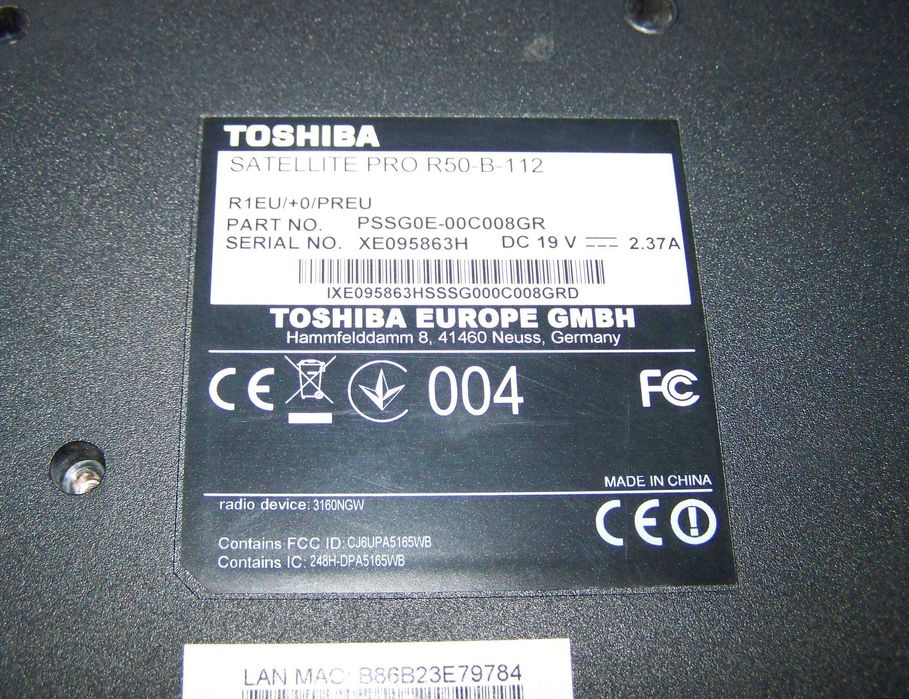 TOSHIBA
SATELLITE PRO R50-B-112
R1EU/+0/PREU
PART NO. PSSG0E-00C008GR
SERIAL NO. XE095863H DC 19 V 2.37A
IXE095863HSSSG000C008GRD
TOSHIBA EUROPE GMBH
Hammfelddamm 8, 41460 Neuss, Germany
CE 004 FC
MADE IN CHINA
radio device: 3160NGW
CE
Contains FCC ID: CJ6UPA5165WB
Contains IC: 248H-DPA5165WB
LAN MAC: B86B23E79784